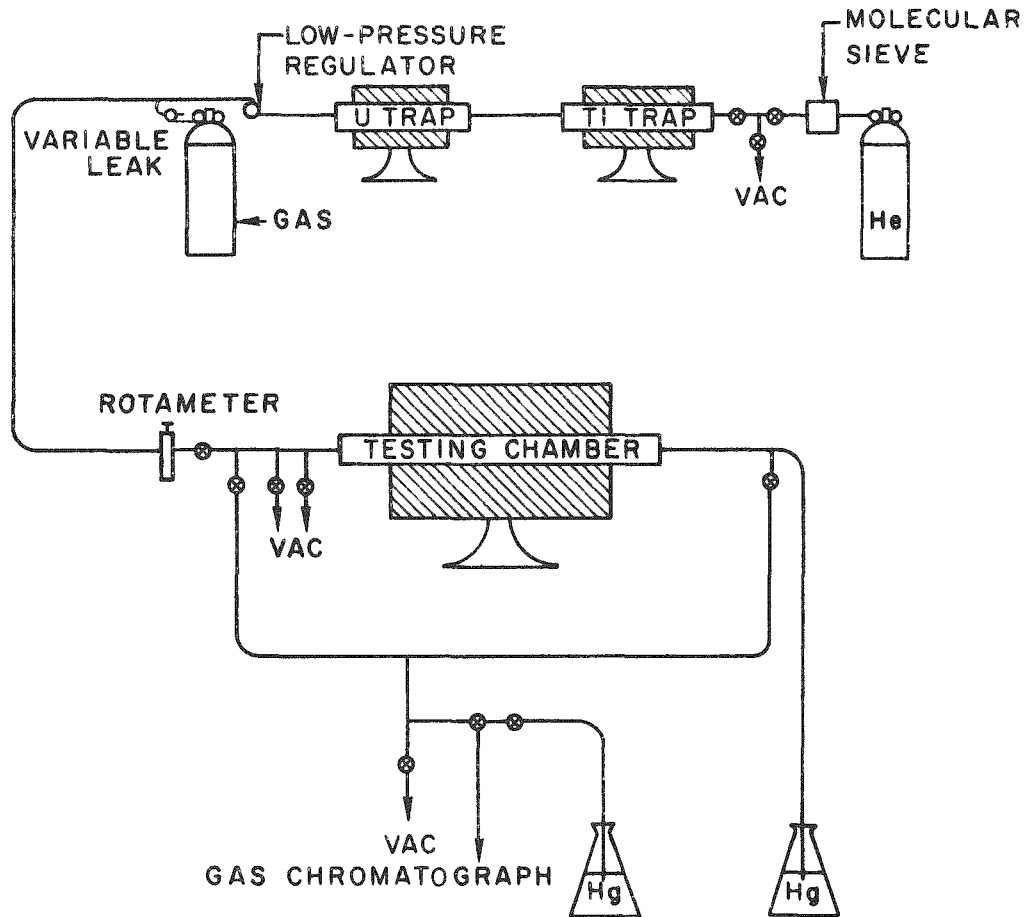 LOW-PRESSURE
REGULATOR
MOLECULAR
SIEVE
U TRAP
TI TRAP
VARIABLE
LEAK
GAS
VAC
He
ROTAMETER
TESTING CHAMBER
VAC
VAC
GAS CHROMATOGRAPH
Hg
Hg